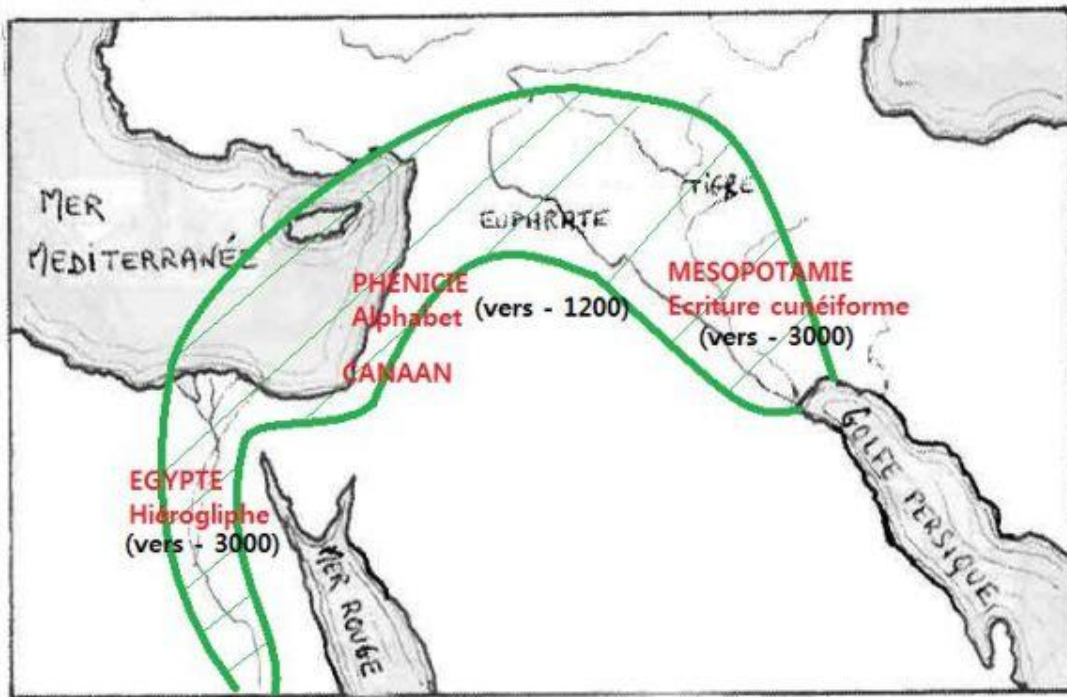 MER
MEDITERRANÉE
EUPHRATE
TIGRE
PHENICIE
Alphabet
(vers - 1200)
MESOPOTAMIE
Ecriture cunéiforme
(vers - 3000)
CANAAN
EGYPTE
Hiérogliphe
(vers - 3000)
MER ROUGE
GOLFE PERSIQUE